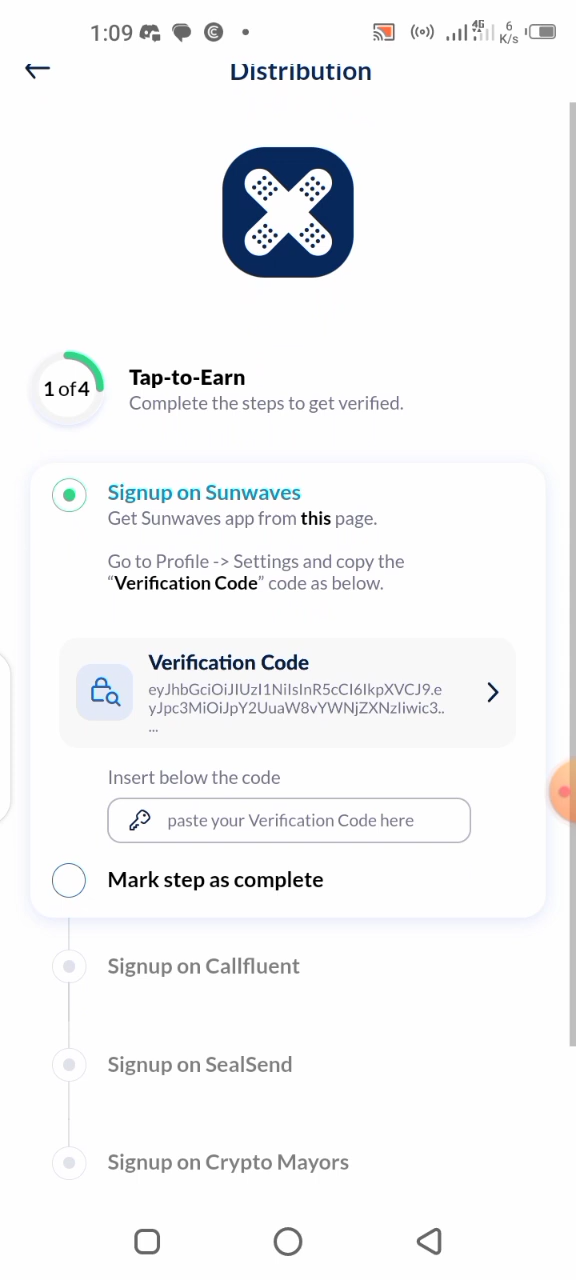 1:09
4G
6
K/s
Distribution
1 of 4
Tap-to-Earn
Complete the steps to get verified.
Signup on Sunwaves
Get Sunwaves app from this page.
Go to Profile -> Settings and copy the
“Verification Code” code as below.
Verification Code
eyJhbGciOiJIUzI1NiIsInR5cCI6IkpXVCJ9.e
yJpc3MiOiJpY2UuaW8vYWNjZXNzIiwic3..
...
Insert below the code
paste your Verification Code here
Mark step as complete
Signup on Callfluent
Signup on SealSend
Signup on Crypto Mayors